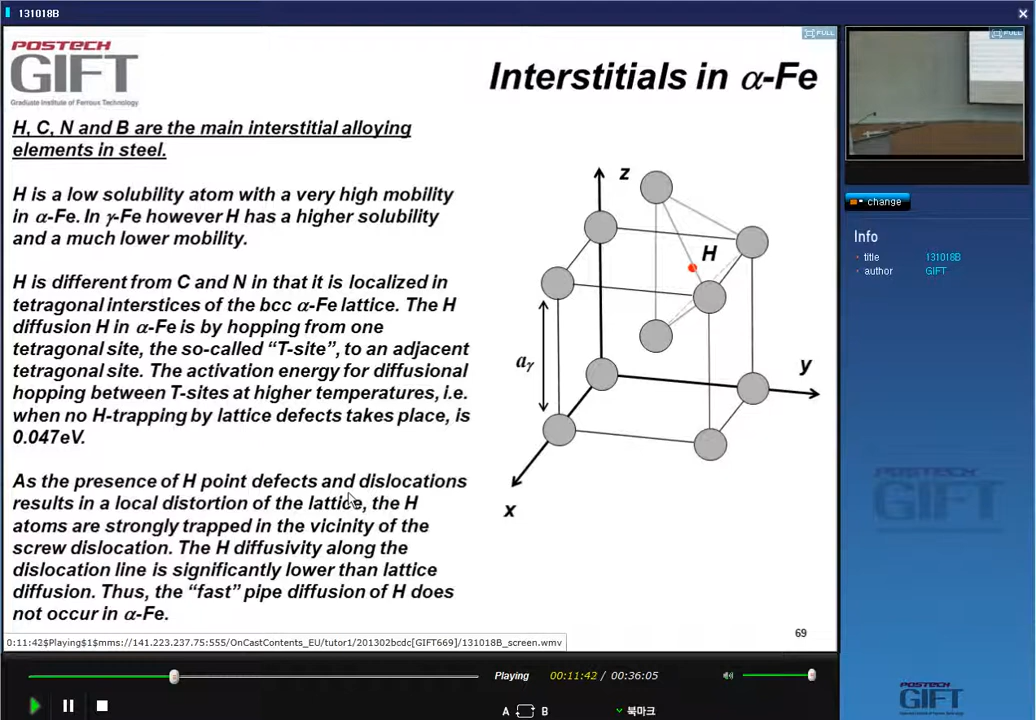 131018B
POSTECH
GIFT
Graduate Institute of Ferrous Technology
FULL
Interstitials in α-Fe
H, C, N and B are the main interstitial alloying
elements in steel.
H is a low solubility atom with a very high mobility
in α-Fe. In γ-Fe however H has a higher solubility
and a much lower mobility.
H is different from C and N in that it is localized in
tetragonal interstices of the bcc α-Fe lattice. The H
diffusion H in α-Fe is by hopping from one
tetragonal site, the so-called “T-site”, to an adjacent
tetragonal site. The activation energy for diffusional
hopping between T-sites at higher temperatures, i.e.
when no H-trapping by lattice defects takes place, is
0.047eV.
As the presence of H point defects and dislocations
results in a local distortion of the lattice, the H
atoms are strongly trapped in the vicinity of the
screw dislocation. The H diffusivity along the
dislocation line is significantly lower than lattice
diffusion. Thus, the “fast” pipe diffusion of H does
not occur in α-Fe.
z
H
aγ
y
x
69
0:11:42$Playing$1$mms://141.223.237.75:555/OnCastContents_EU/tutor1/201302bcdc[GIFT669]/131018B_screen.wmv
Playing
00:11:42 / 00:36:05
A B
북마크
FULL
change
Info
title 131018B
author GIFT
POSTECH
GIFT
POSTECH
GIFT